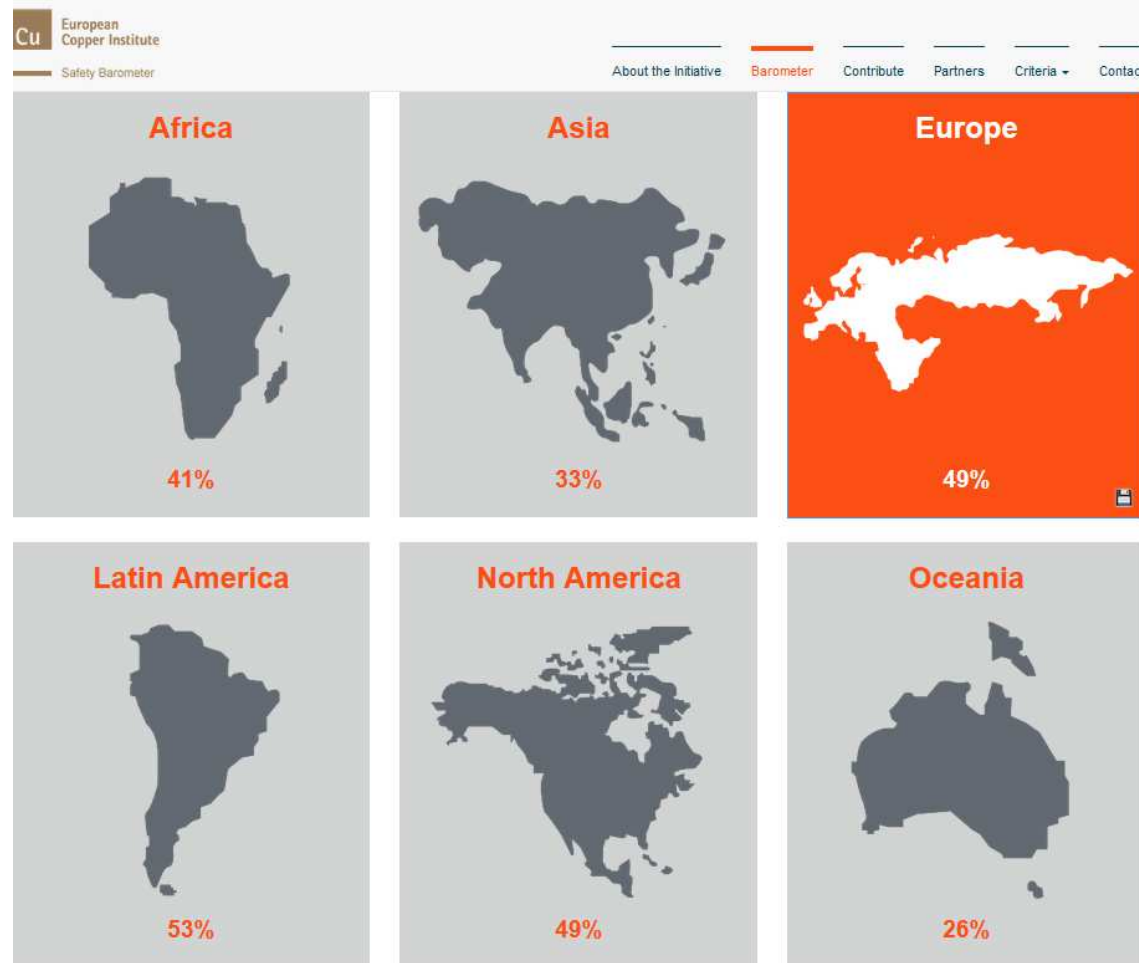 Cu
European
Copper Institute
Safety Barometer
About the Initiative
Barometer
Contribute
Partners
Criteria
Contac
Africa
Asia
Europe
41%
33%
49%
Latin America
North America
Oceania
53%
49%
26%